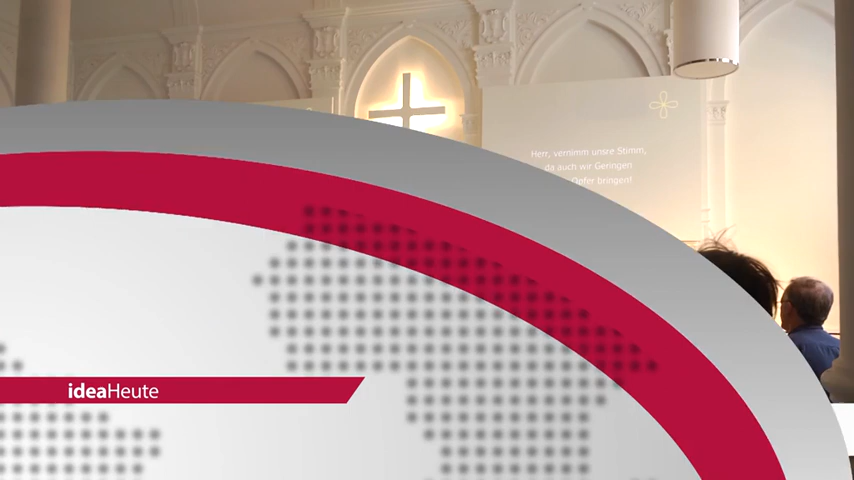 Herr, vernimm unsre Stimm,
da auch wir Geringen
Opfer bringen!
ideaHeute